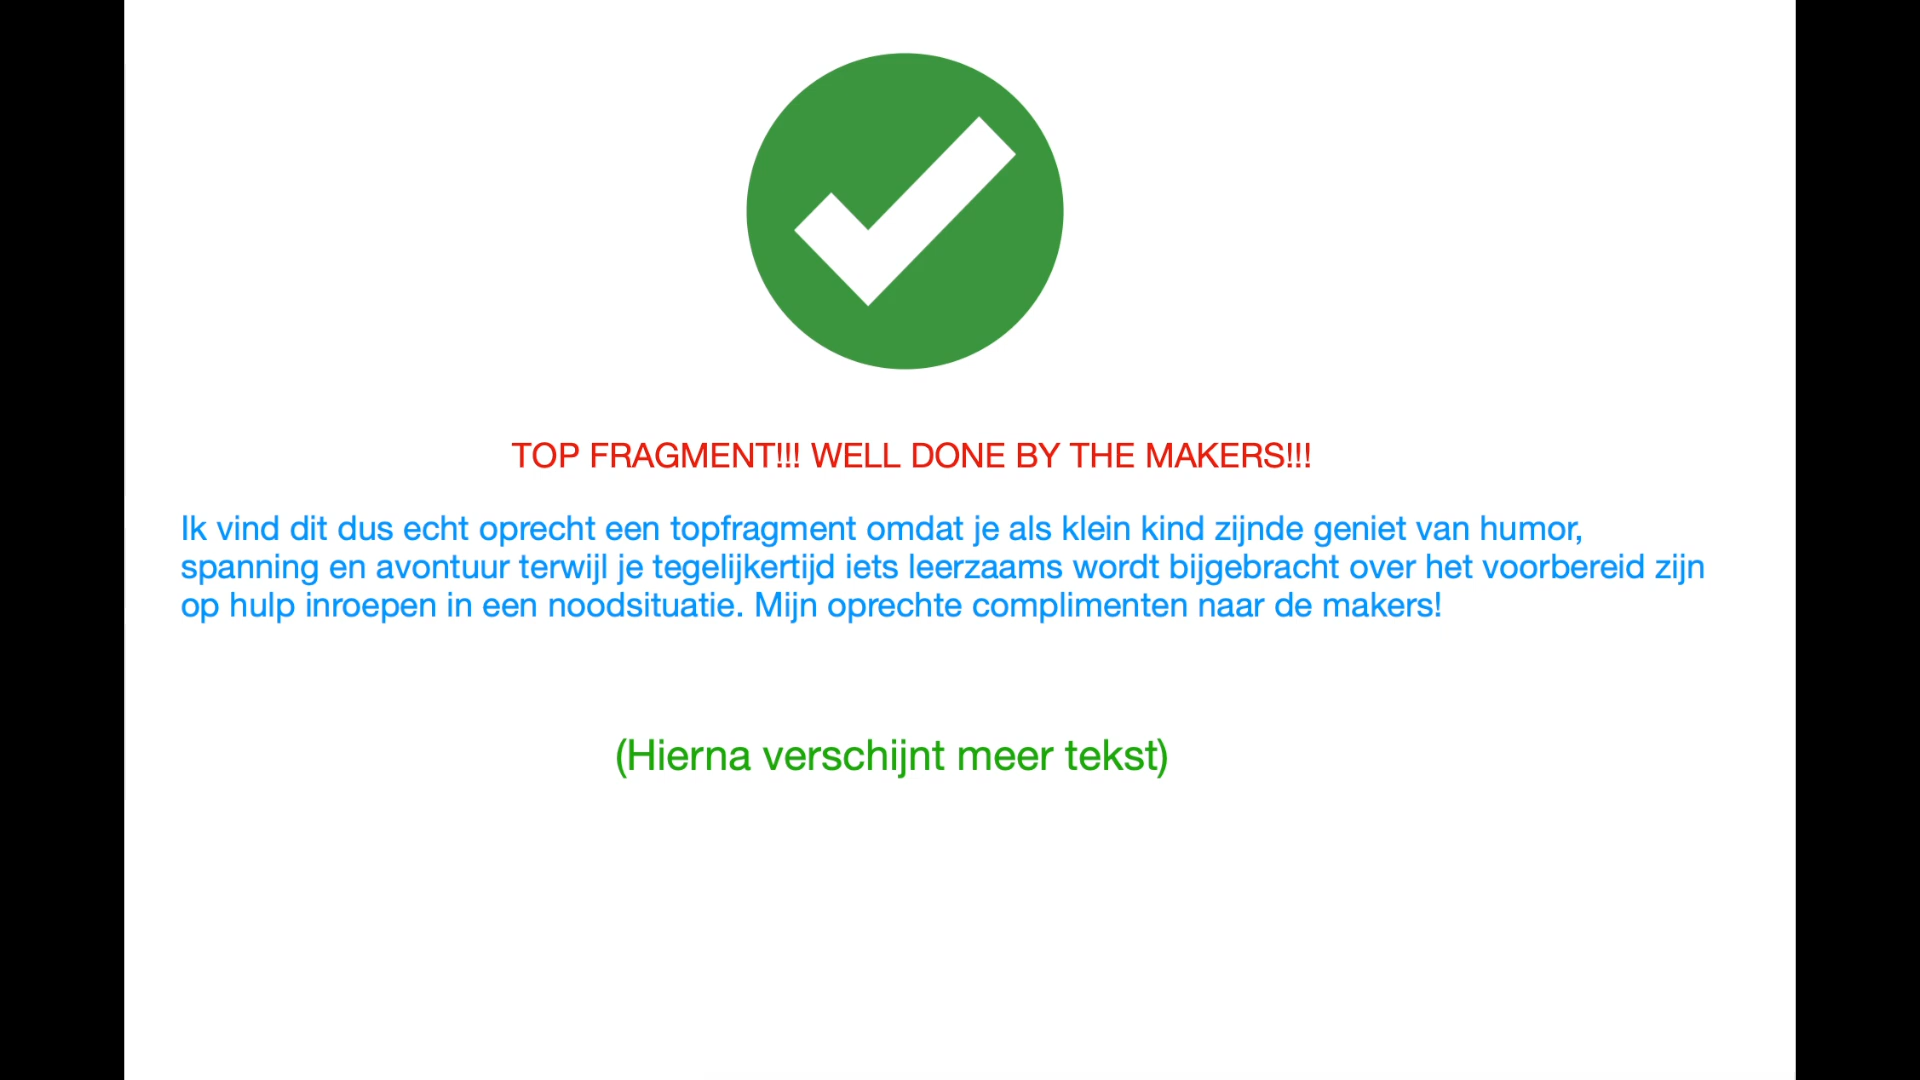 TOP FRAGMENT!!! WELL DONE BY THE MAKERS!!!
Ik vind dit dus echt oprecht een topfragment omdat je als klein kind zijnde geniet van humor,
spanning en avontuur terwijl je tegelijkertijd iets leerzaams wordt bijgebracht over het voorbereid zijn
op hulp inroepen in een noodsituatie. Mijn oprechte complimenten naar de makers!
(Hierna verschijnt meer tekst)